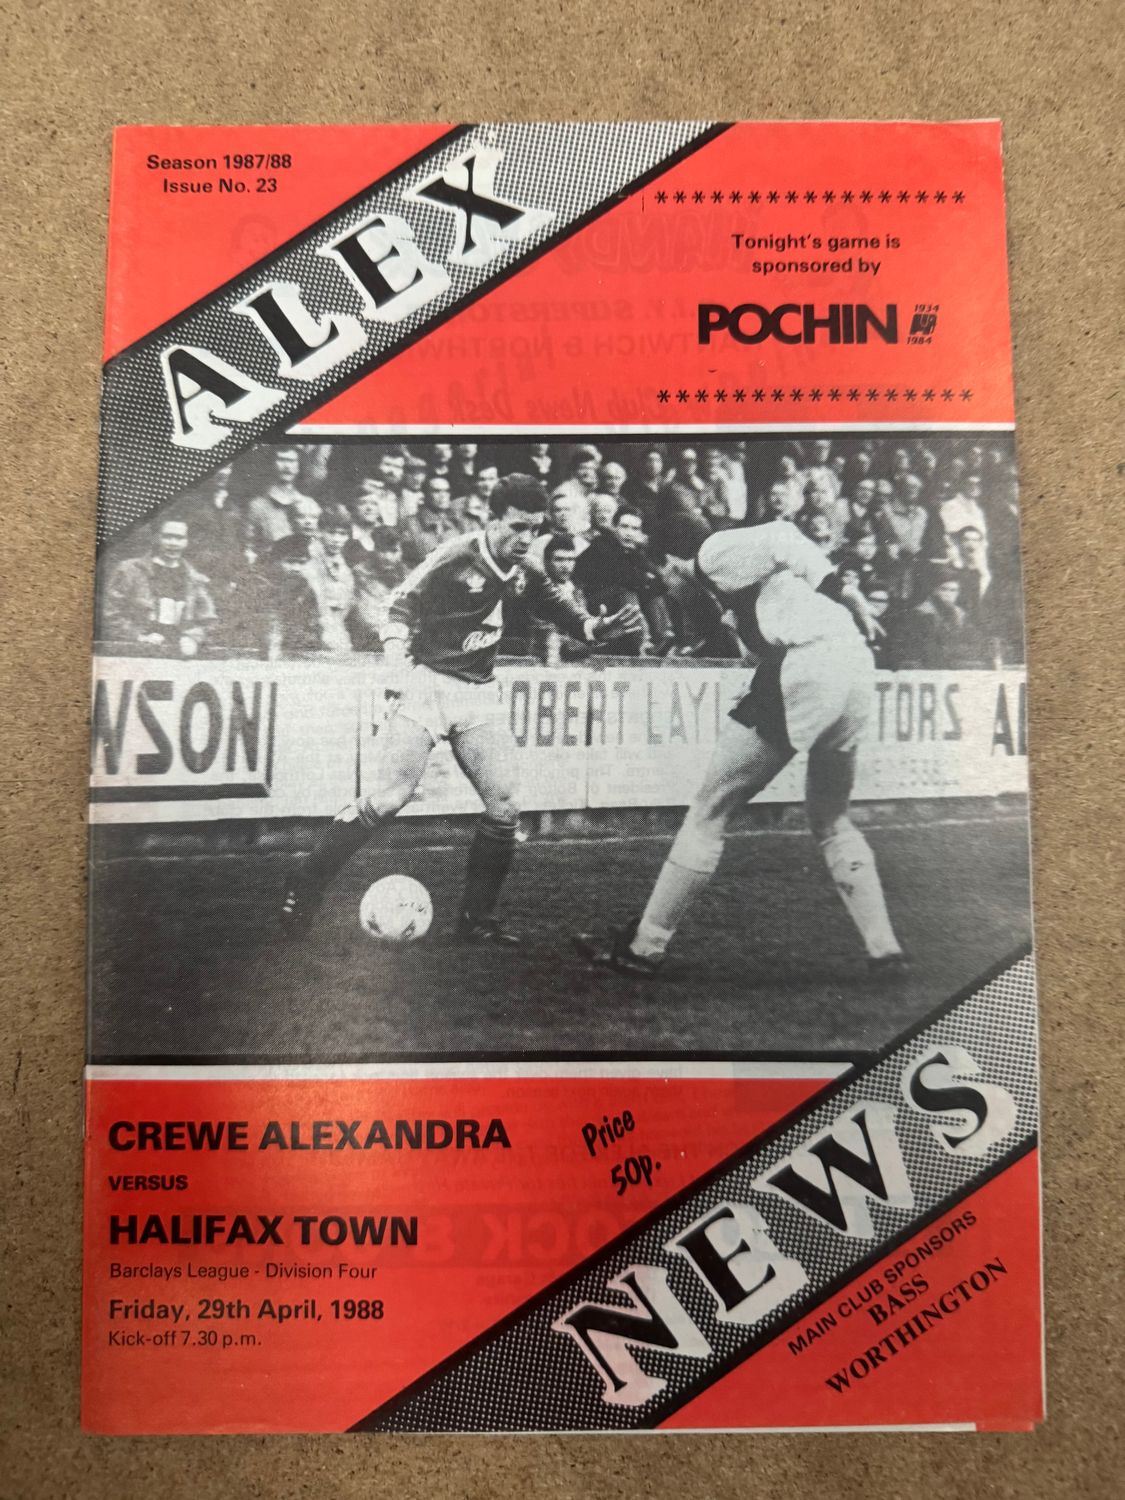 Season 1987/88
Issue No. 23
ALEX
****************
Tonight's game is
sponsored by
POCHIN
1934
1984
****************
WSON
OBERT LAY
TORS A
CREWE ALEXANDRA
VERSUS
HALIFAX TOWN
Barclays League - Division Four
Friday, 29th April, 1988
Kick-off 7.30 p.m.
Price
50p.
NEWS
MAIN CLUB SPONSORS
BASS
WORTHINGTON